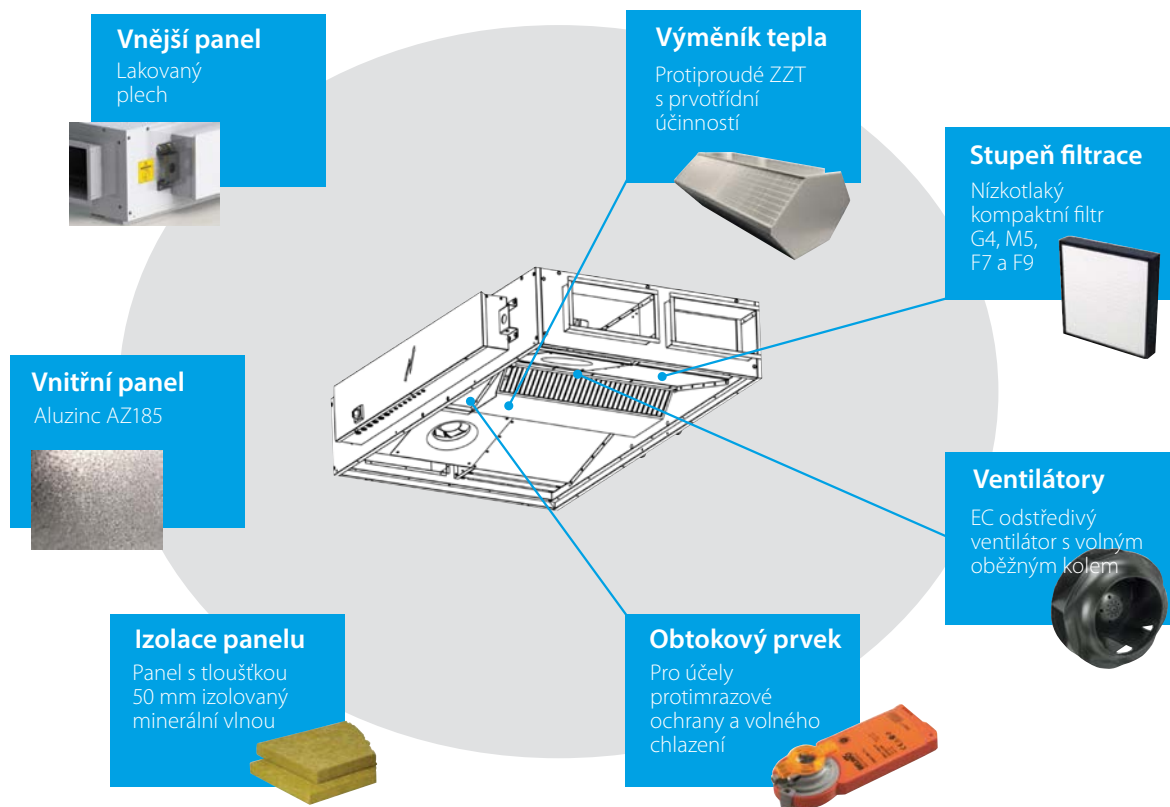 Vnější panel
Lakovaný
plech
Výměník tepla
Protiproudé ZZT
s prvotřídní
účinností
Stupeň filtrace
Nízkotlaký
kompaktní filtr
G4, M5,
F7 a F9
Vnitřní panel
Aluzinc AZ185
Ventilátory
EC odstředivý
ventilátor s volným
oběžným kolem
Izolace panelu
Panel s tloušťkou
50 mm izolovaný
minerální vlnou
Obtokový prvek
Pro účely
protimrazové
ochrany a volného
chlazení